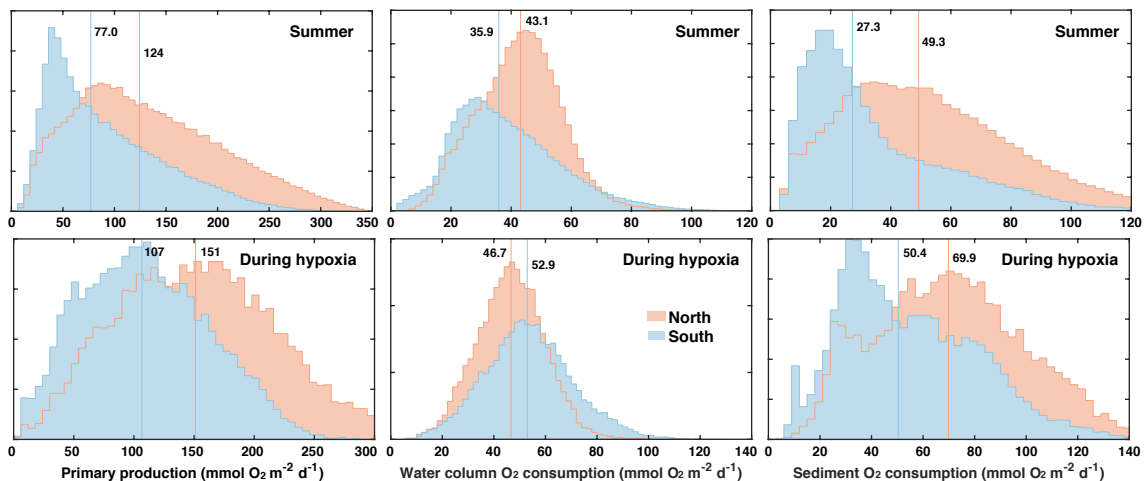 77.0
124
Summer
0 50 100 150 200 250 300 350
35.9
43.1
Summer
0 20 40 60 80 100 120
27.3
49.3
Summer
0 20 40 60 80 100 120
107
151
During hypoxia
0 50 100 150 200 250 300
Primary production (mmol O₂ m⁻² d⁻¹)
46.7
52.9
During hypoxia
North
South
0 20 40 60 80 100 120
Water column O₂ consumption (mmol O₂ m⁻² d⁻¹)
50.4
69.9
During hypoxia
0 20 40 60 80 100 120 140
Sediment O₂ consumption (mmol O₂ m⁻² d⁻¹)